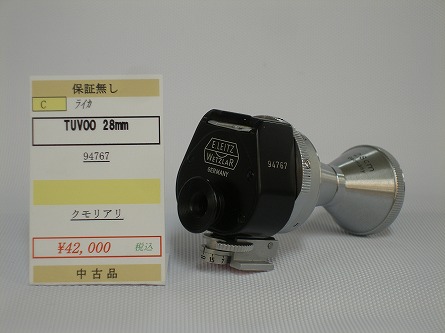 保証無し
C ライカ
TUVOO 28mm
94767
クモリアリ
¥42,000 税込
中古品
E.LEITZ
WETZLAR
GERMANY
94767